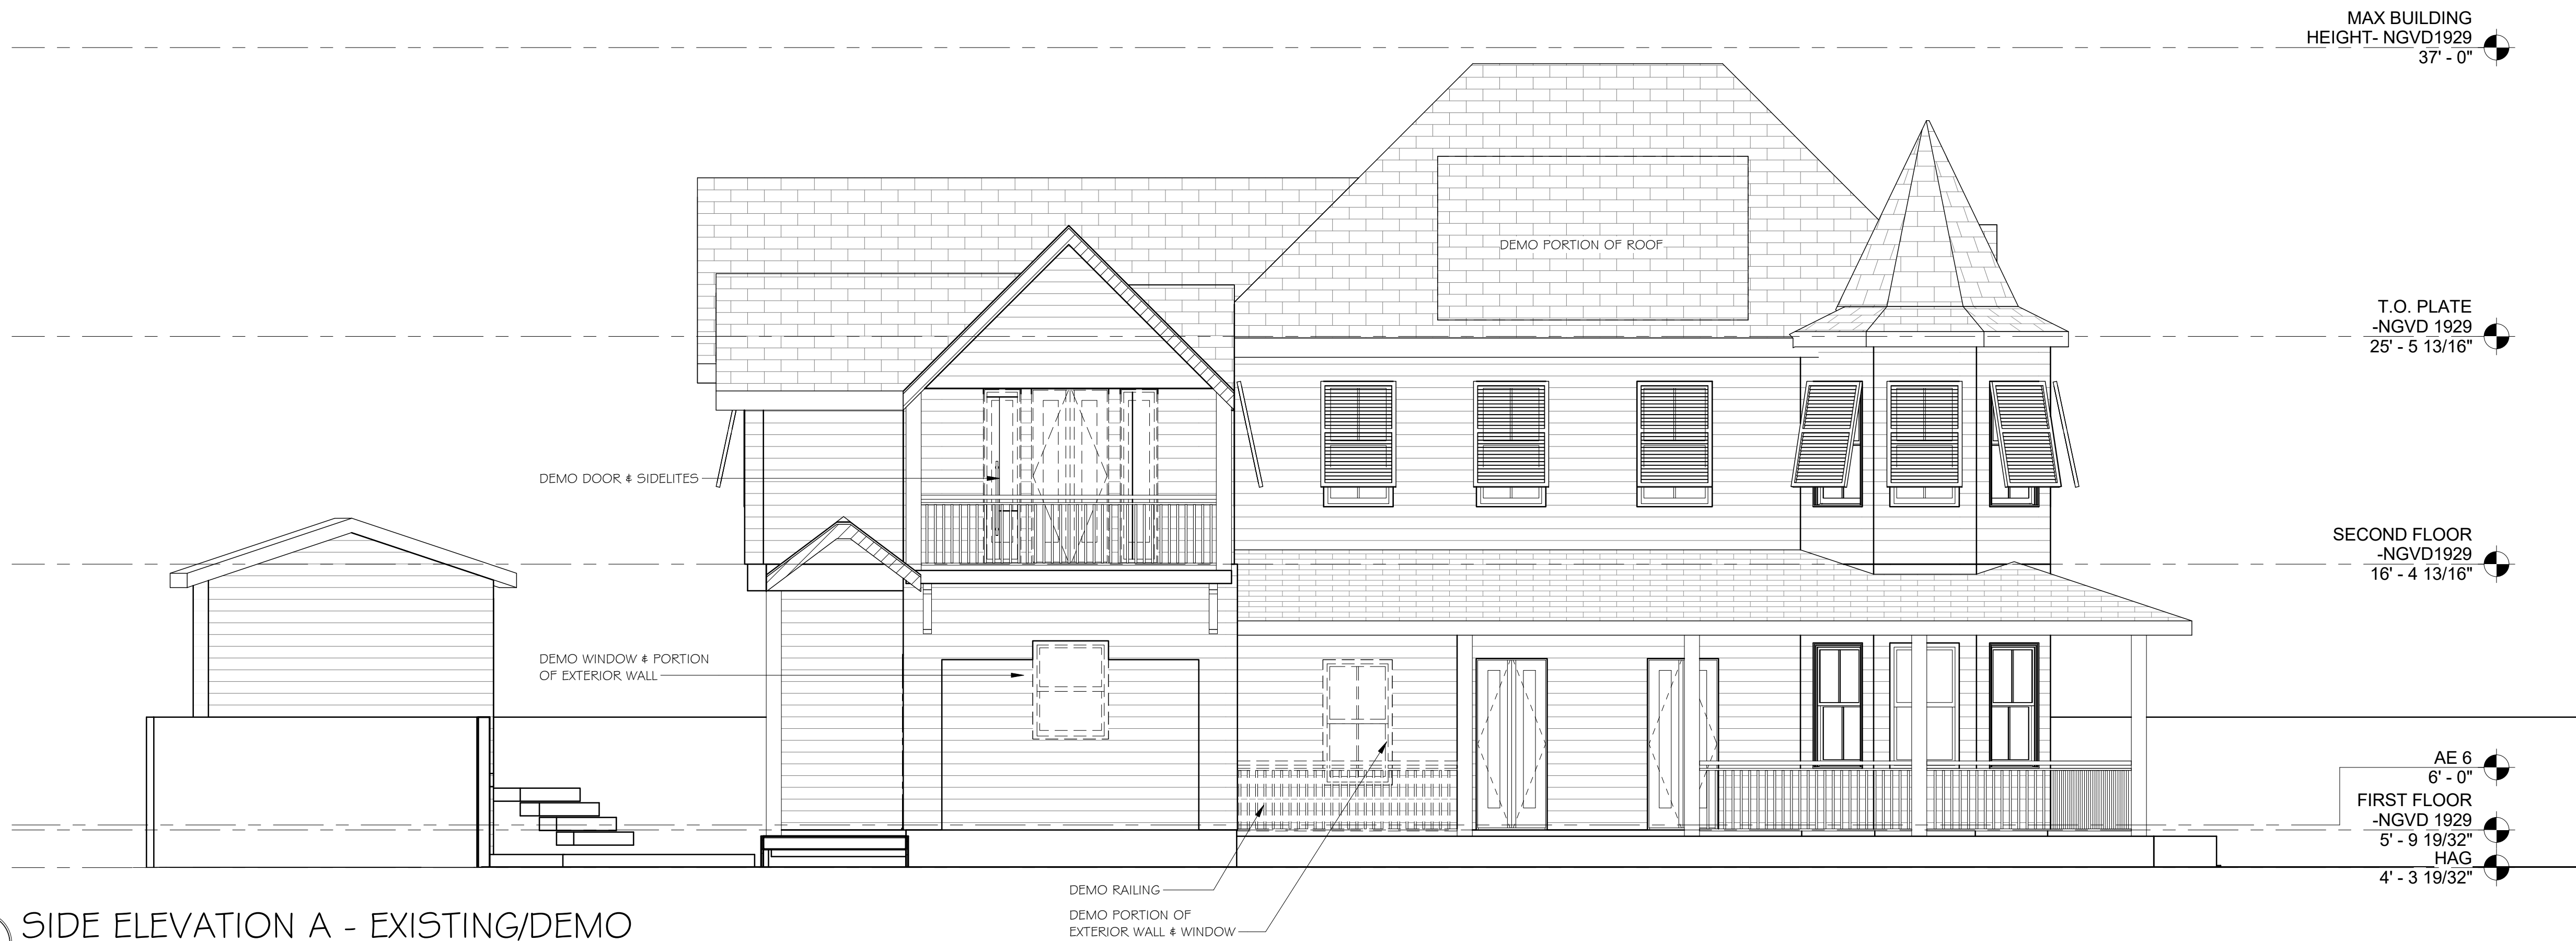 MAX BUILDING
HEIGHT- NGVD1929
37' - 0"
DEMO PORTION OF ROOF
T.O. PLATE
-NGVD 1929
25' - 5 13/16"
DEMO DOOR & SIDELITES
SECOND FLOOR
-NGVD1929
16' - 4 13/16"
DEMO WINDOW & PORTION
OF EXTERIOR WALL
AE 6
6' - 0"
FIRST FLOOR
-NGVD 1929
5' - 9 19/32"
HAG
4' - 3 19/32"
DEMO RAILING
DEMO PORTION OF
EXTERIOR WALL & WINDOW
SIDE ELEVATION A - EXISTING/DEMO